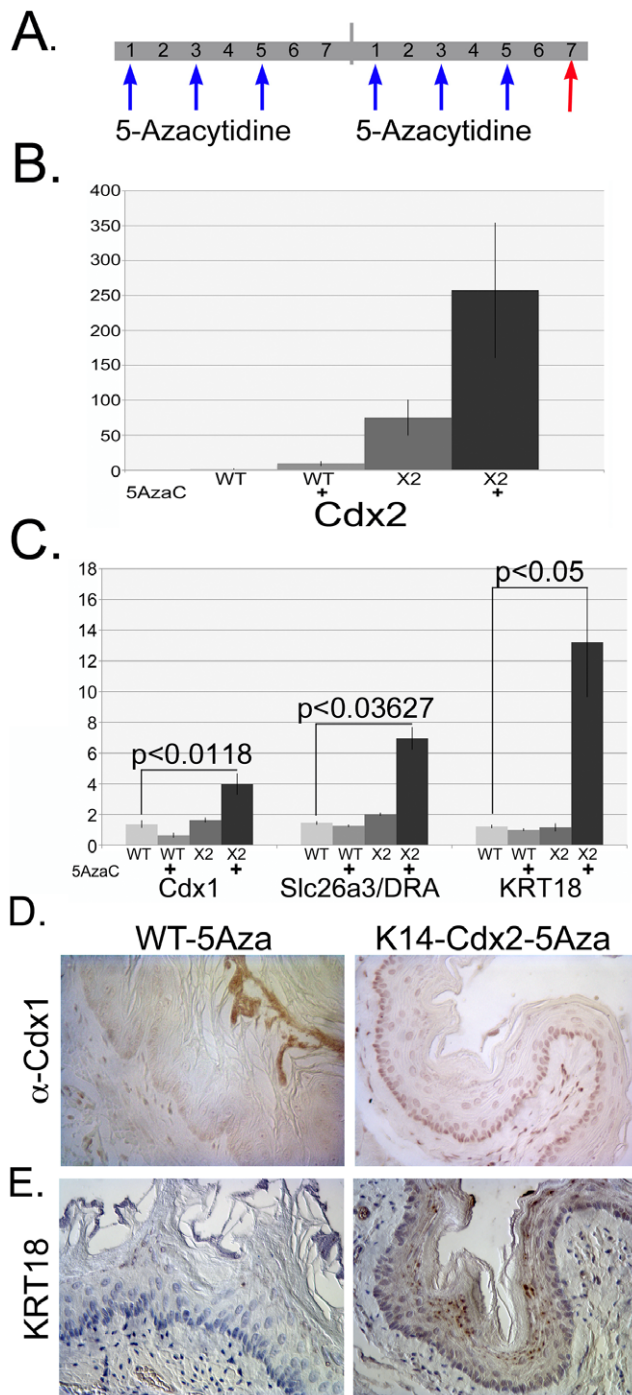 A.
1 2 3 4 5 6 7 1 2 3 4 5 6 7
5-Azacytidine 5-Azacytidine
B.
400
350
300
250
200
150
100
50
0
WT WT X2 X2
5AzaC + +
Cdx2
C.
18
16
14
12
10
8
6
4
2
0
p<0.05
p<0.03627
p<0.0118
WT WT X2 X2 WT WT X2 X2 WT WT X2 X2
5AzaC + + + + + +
Cdx1 Slc26a3/DRA KRT18
D.
WT-5Aza K14-Cdx2-5Aza
α-Cdx1
E.
KRT18